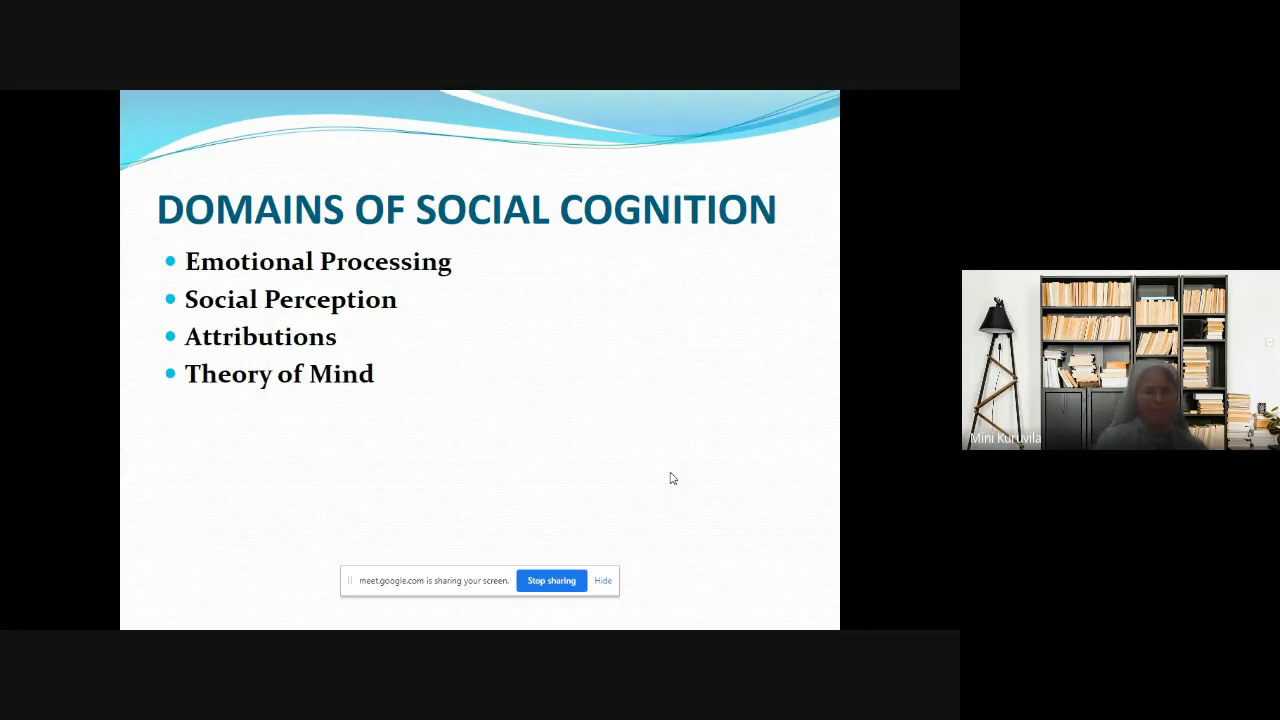 DOMAINS OF SOCIAL COGNITION
Emotional Processing
Social Perception
Attributions
Theory of Mind
meet.google.com is sharing your screen.
Stop sharing
Hide
Mini Kuruvila